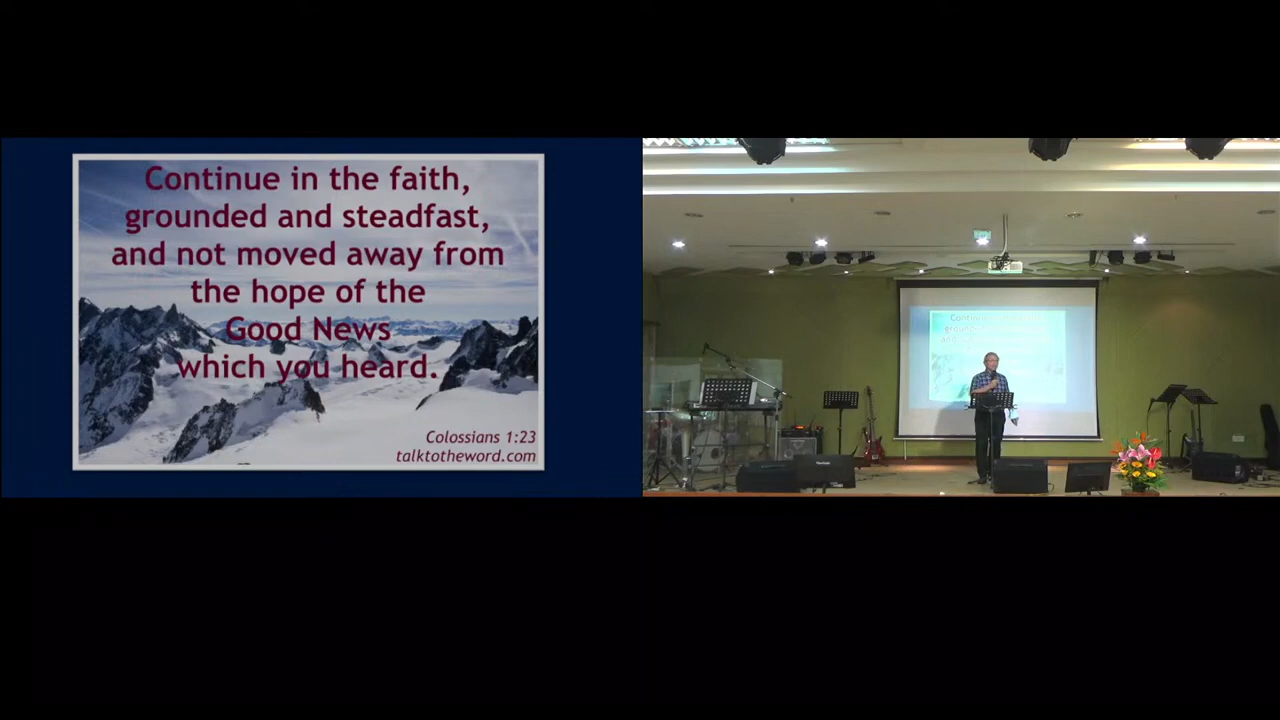 Continue in the faith,
grounded and steadfast,
and not moved away from
the hope of the
Good News
which you heard.
Colossians 1:23
talktotheword.com